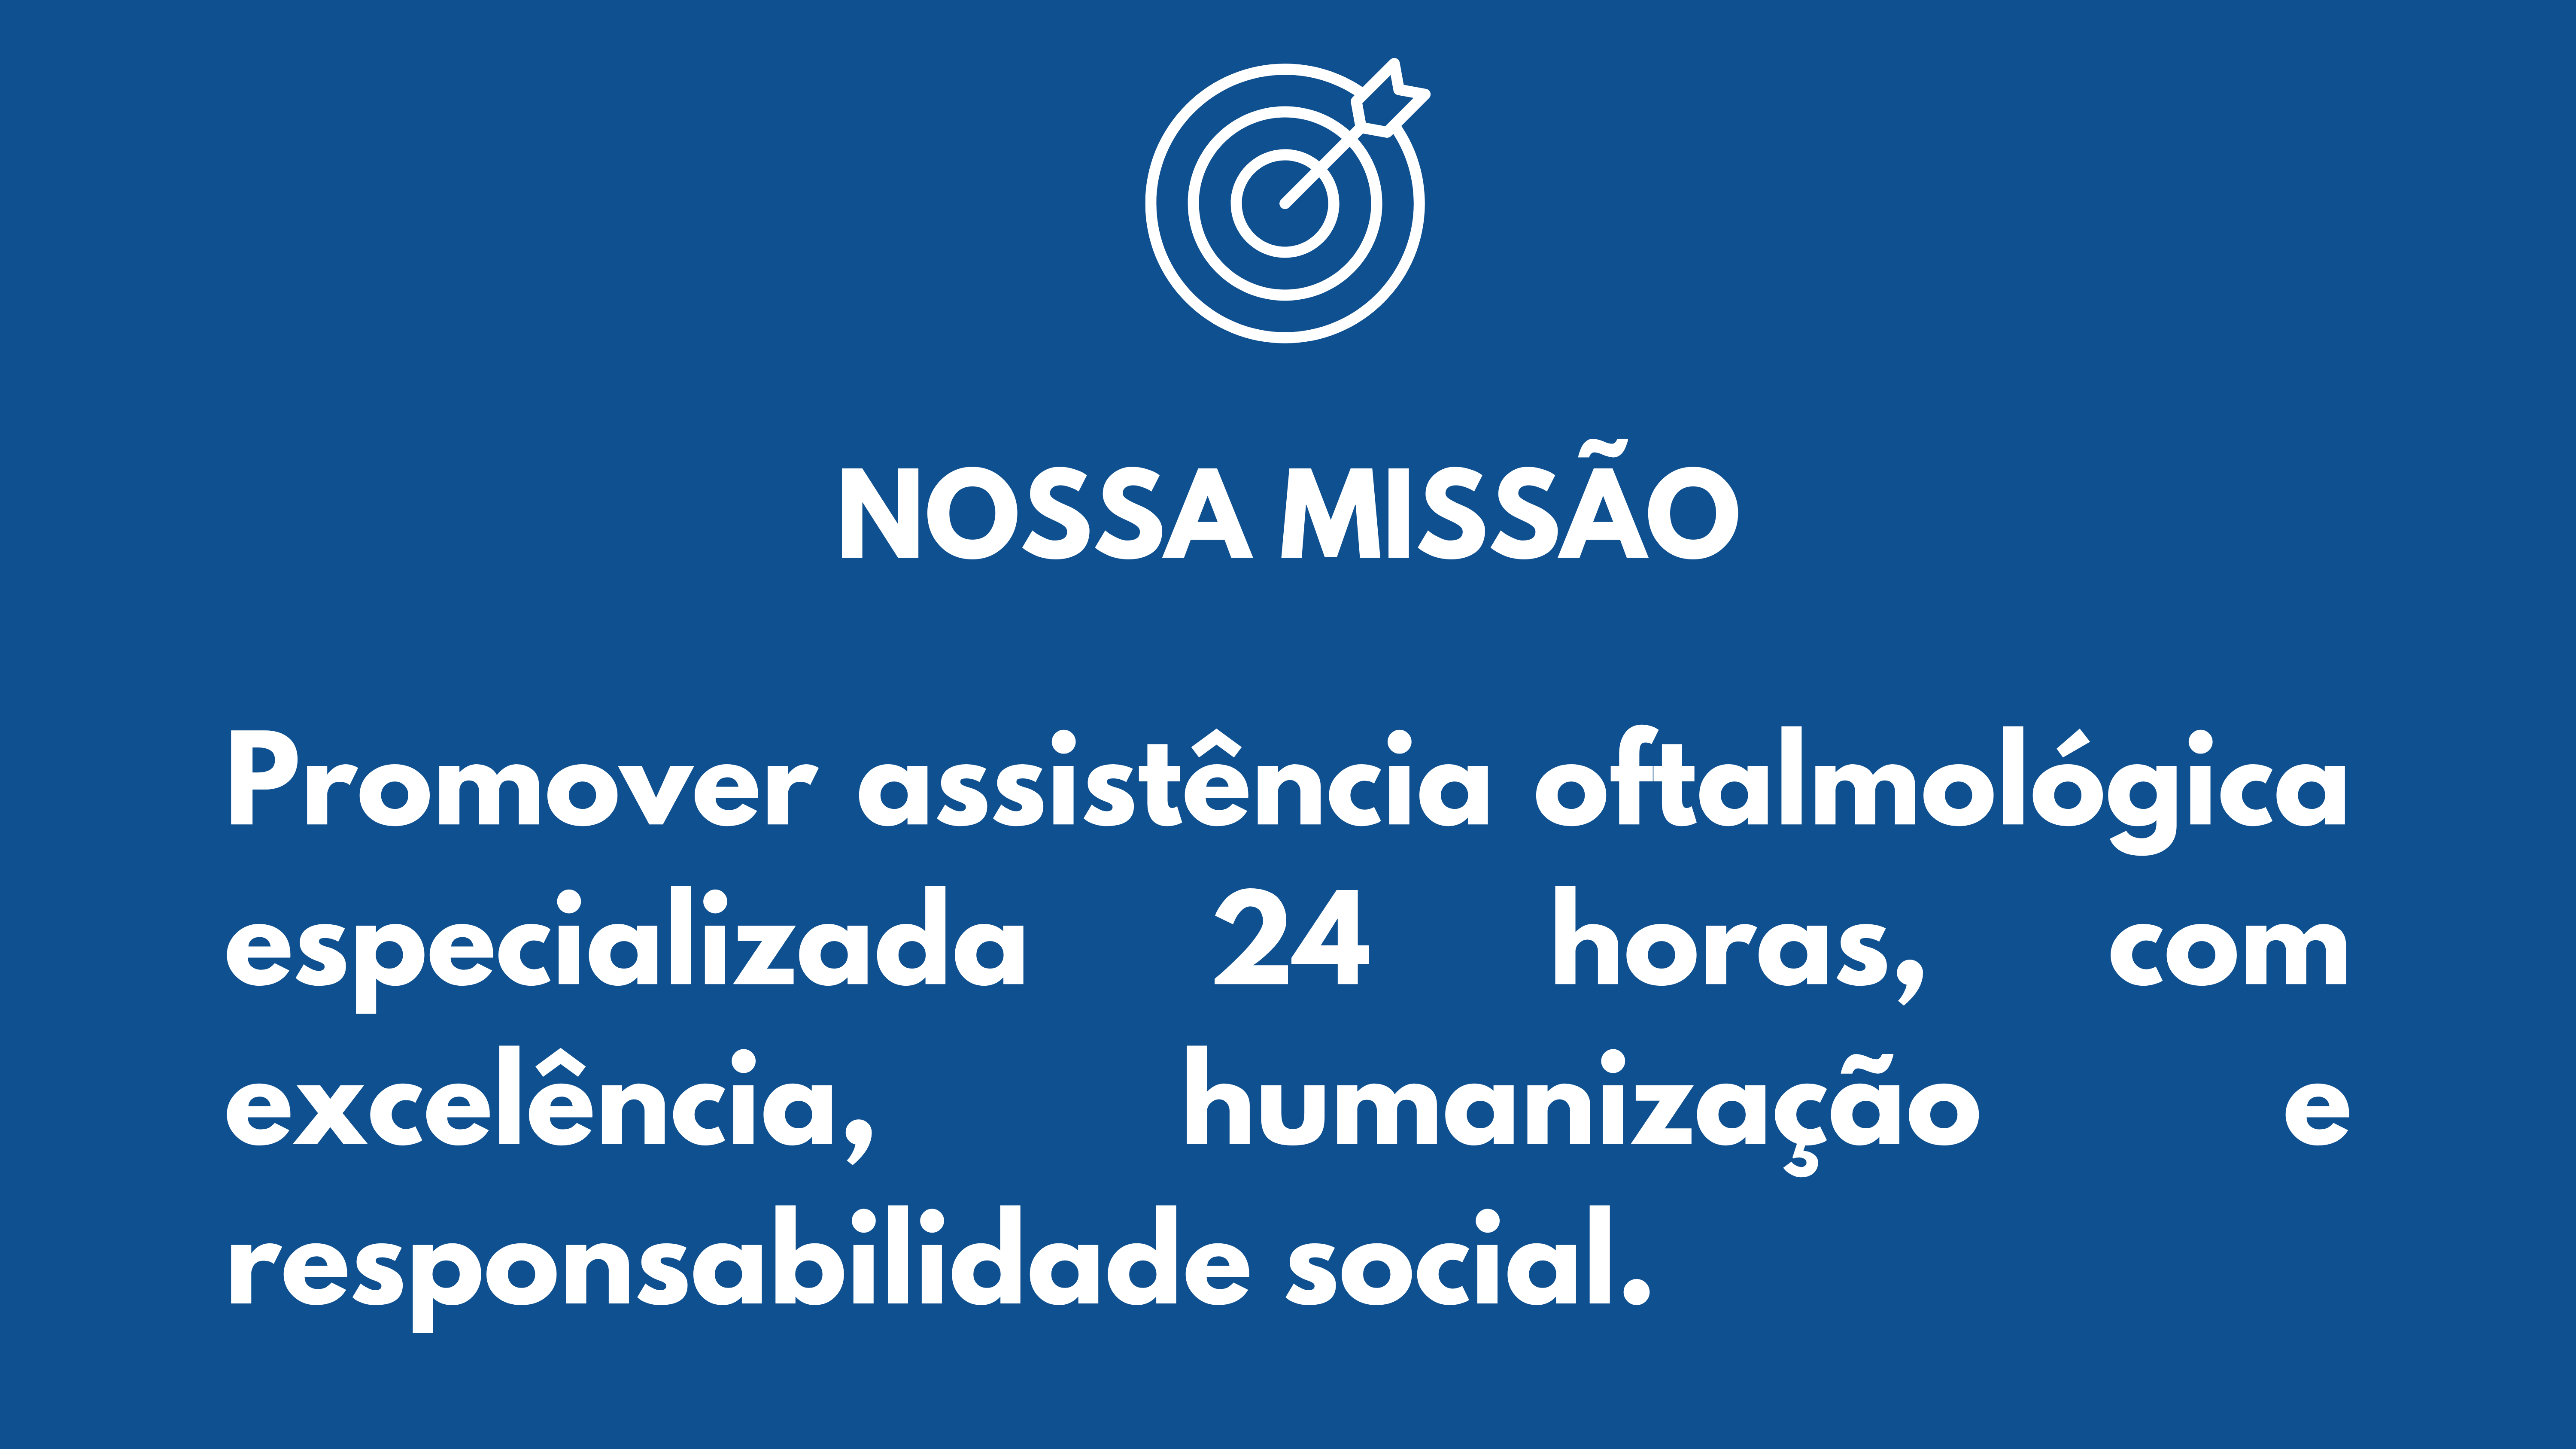 NOSSA MISSÃO
Promover assistência oftalmológica
especializada 24 horas, com
excelência, humanização e
responsabilidade social.